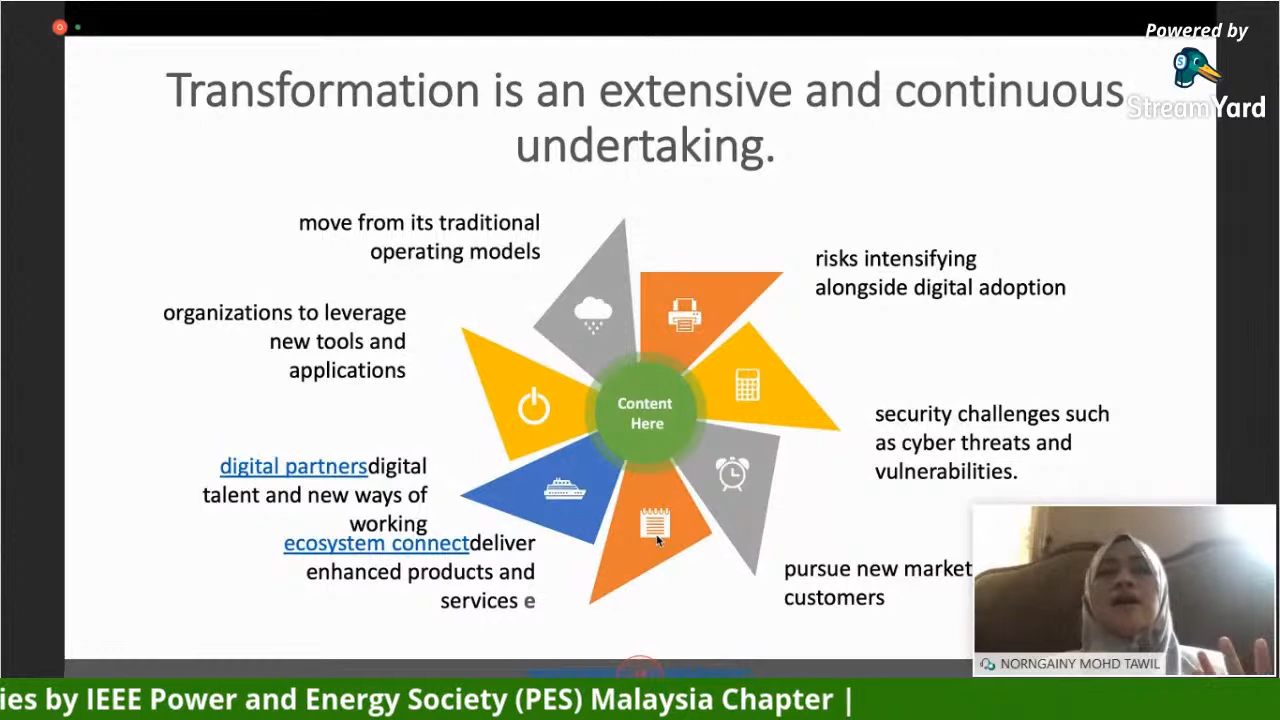 Powered by
StreamYard
Transformation is an extensive and continuous
undertaking.
move from its traditional
operating models
risks intensifying
alongside digital adoption
organizations to leverage
new tools and
applications
Content
Here
security challenges such
as cyber threats and
vulnerabilities.
digital partnersdigital
talent and new ways of
working
ecosystem connectdeliver
enhanced products and
services e
pursue new market
customers
NORNGAINY MOHD TAWIL
ies by IEEE Power and Energy Society (PES) Malaysia Chapter |